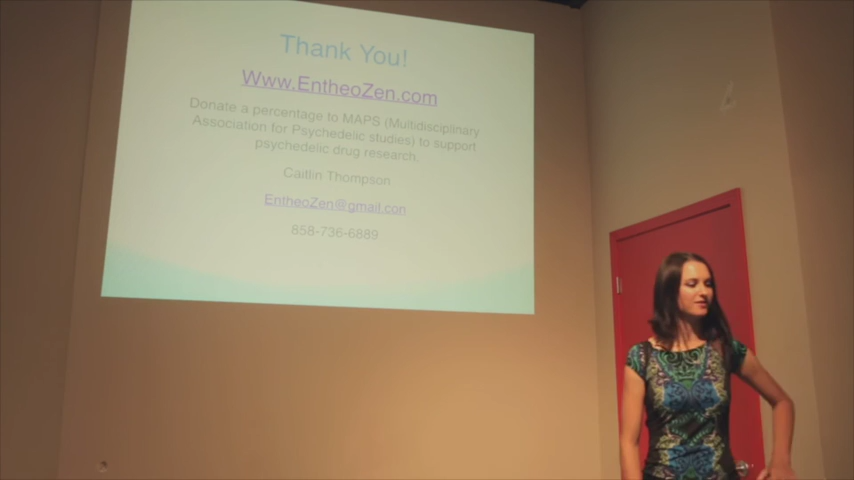 Thank You!
Www.EntheoZen.com
Donate a percentage to MAPS (Multidisciplinary
Association for Psychedelic studies) to support
psychedelic drug research.
Caitlin Thompson
EntheoZen@gmail.con
858-736-6889